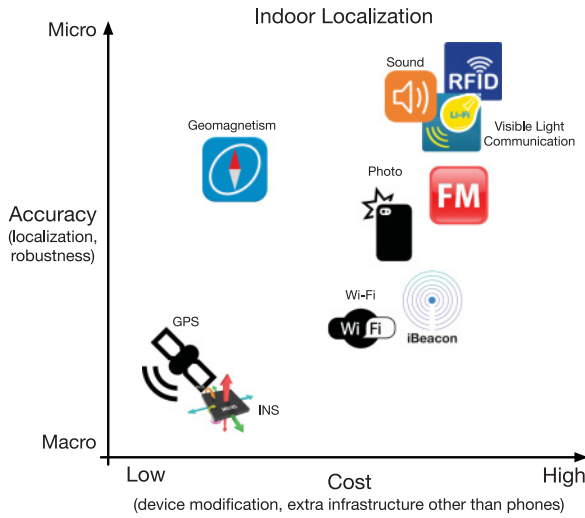 Indoor Localization
Micro
Sound
RFID
Li-Fi
Visible Light
Communication
Geomagnetism
Photo
FM
Accuracy
(localization,
robustness)
Wi-Fi
Wi Fi
iBeacon
GPS
INS
Macro
Low
Cost
High
(device modification, extra infrastructure other than phones)